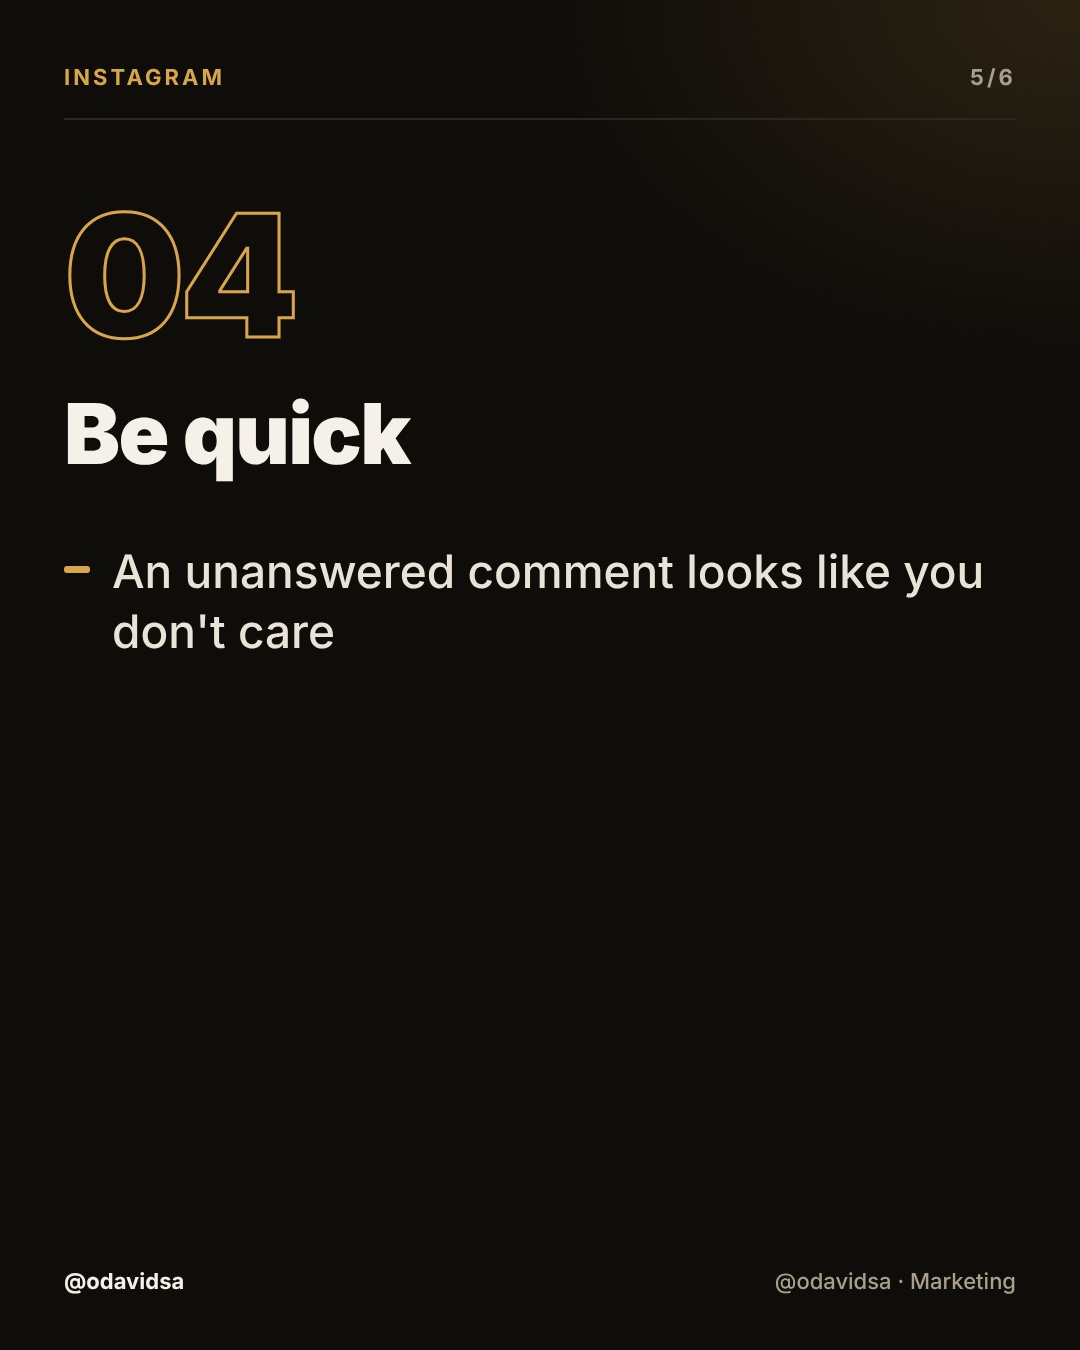 INSTAGRAM
5/6
04
Be quick
An unanswered comment looks like you
don't care
@odavidsa
@odavidsa · Marketing